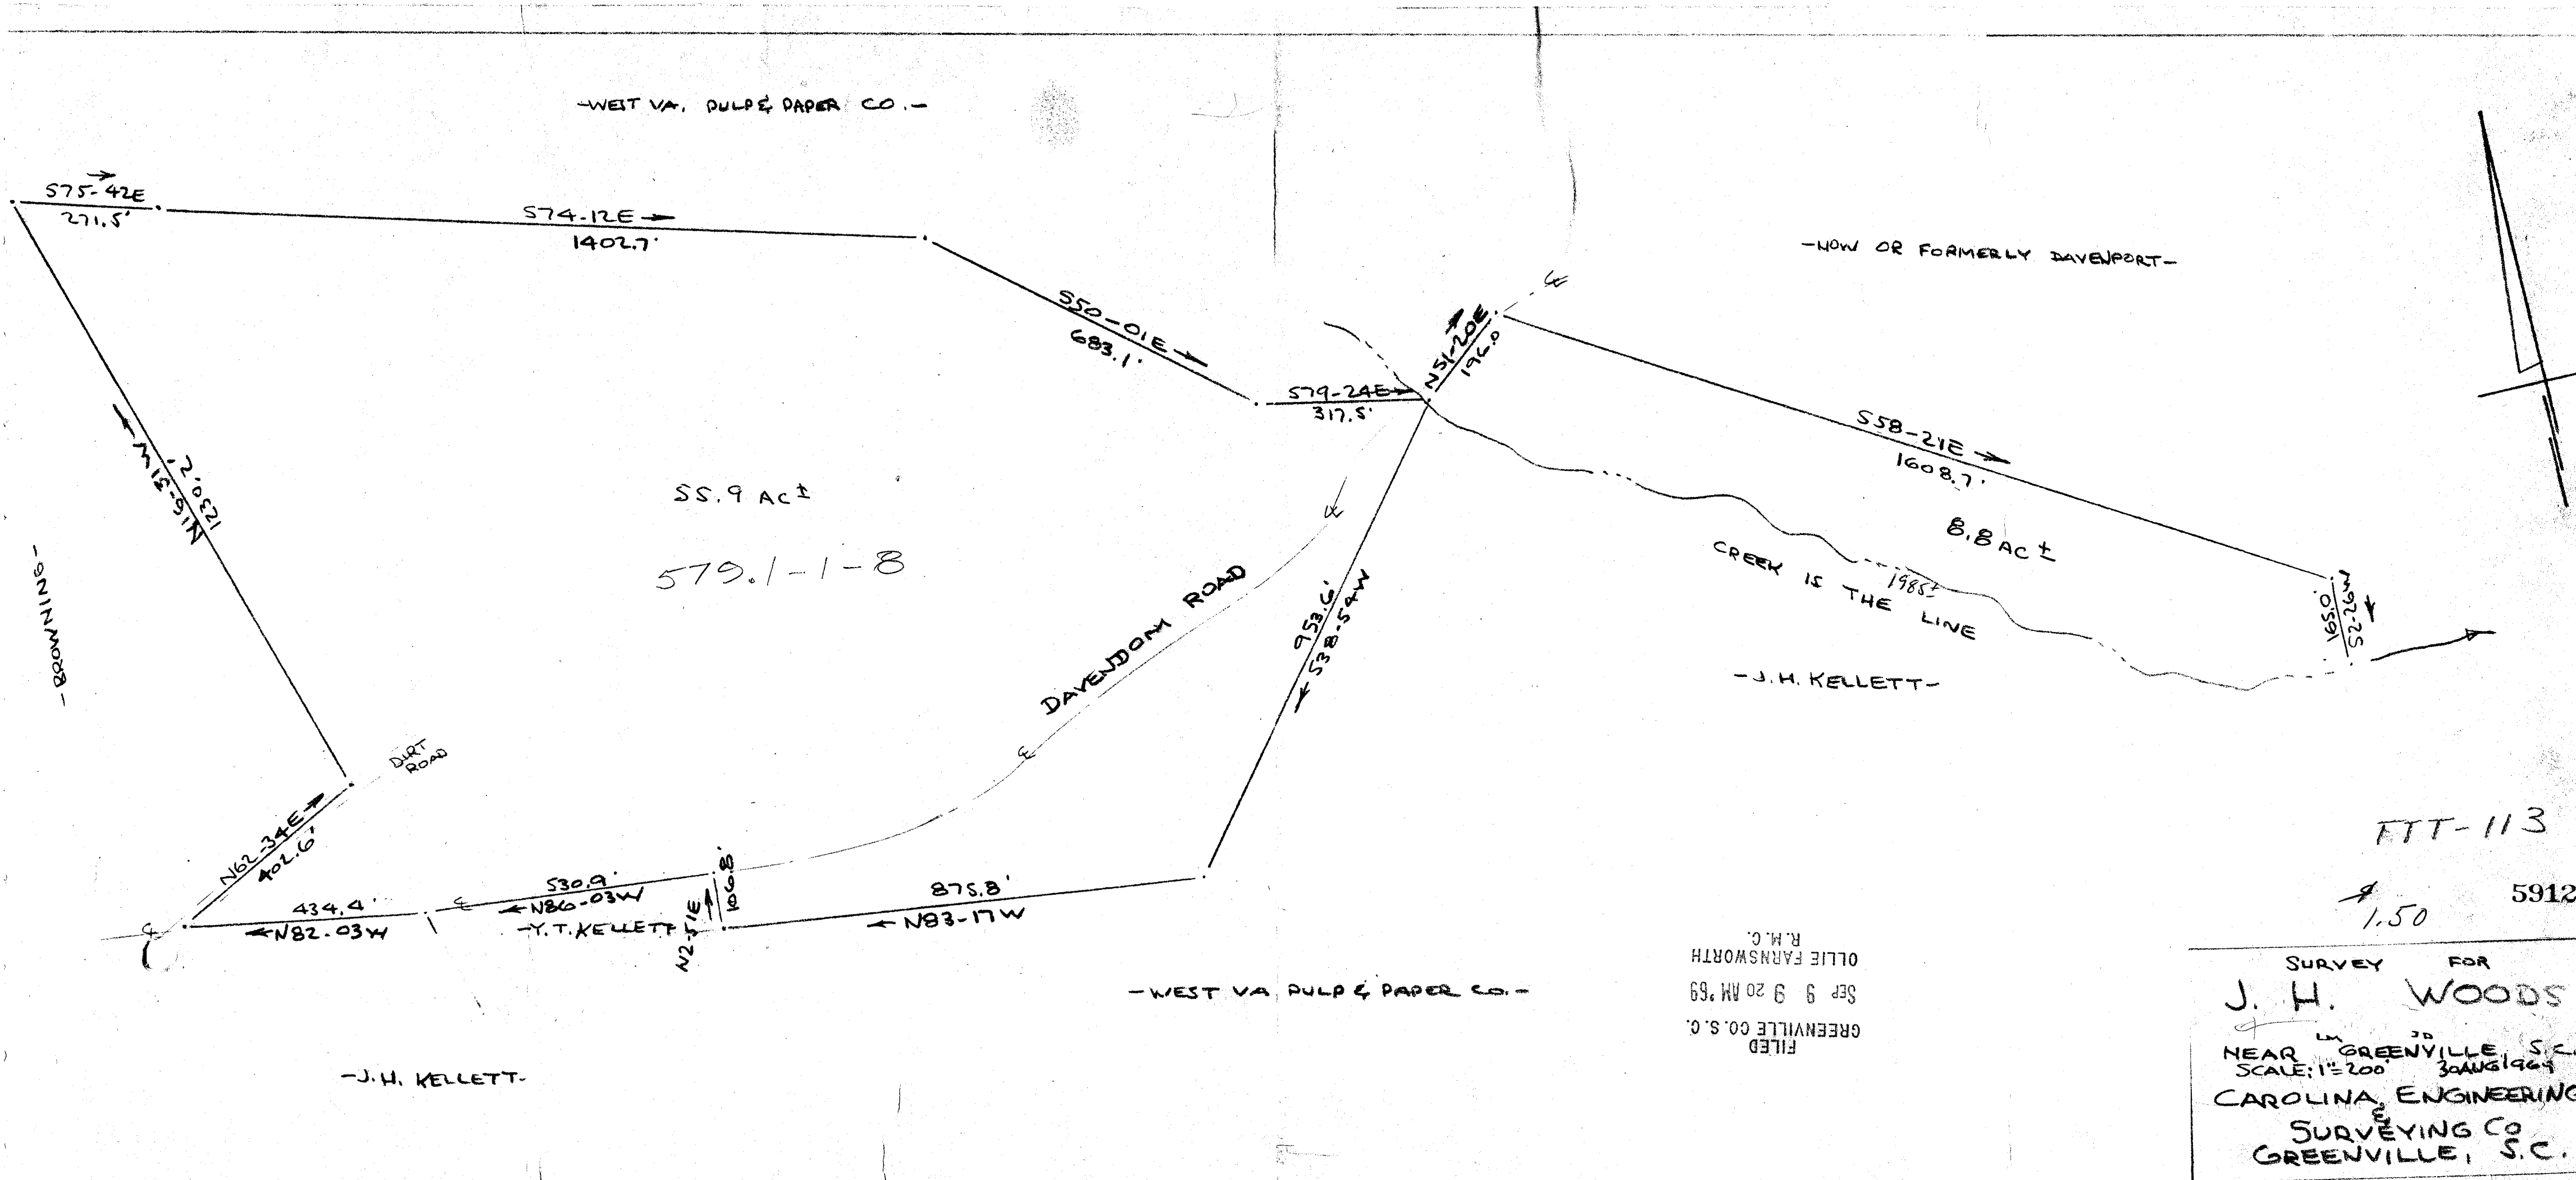 -WEST VA. PULP & PAPER CO.-
S75-42E
271.5'
S74-12E
1402.7'
-NOW OR FORMERLY DAVENPORT-
S50-01E
683.1'
N51-20E
196.0
S79-24E
317.5'
S58-21E
1608.7'
N16-31W
1230.2'
55.9 AC±
579.1-1-8
8.8 AC ±
CREEK IS THE LINE
1985±
165.0'
S2-26W
-BROWNING-
DAVENDOM ROAD
953.6'
S38-54W
-J.H. KELLETT-
DIRT
ROAD
N62-34E
402.6'
434.4'
N82-03W
530.9'
N86-03W
-Y.T. KELLETT-
N2-51E
106.8'
875.8'
N83-17W
-WEST VA PULP & PAPER CO.-
-J.H. KELLETT-
FILED
GREENVILLE CO. S. C.
SEP 9 9 20 AM '69
OLLIE FARNSWORTH
R. M. C.
TTT-113
5912
$
1.50
SURVEY FOR
J. H. WOODS
NEAR GREENVILLE, S.C.
SCALE: 1"=200' 30AUG1969
CAROLINA ENGINEERING
&
SURVEYING CO
GREENVILLE, S.C.